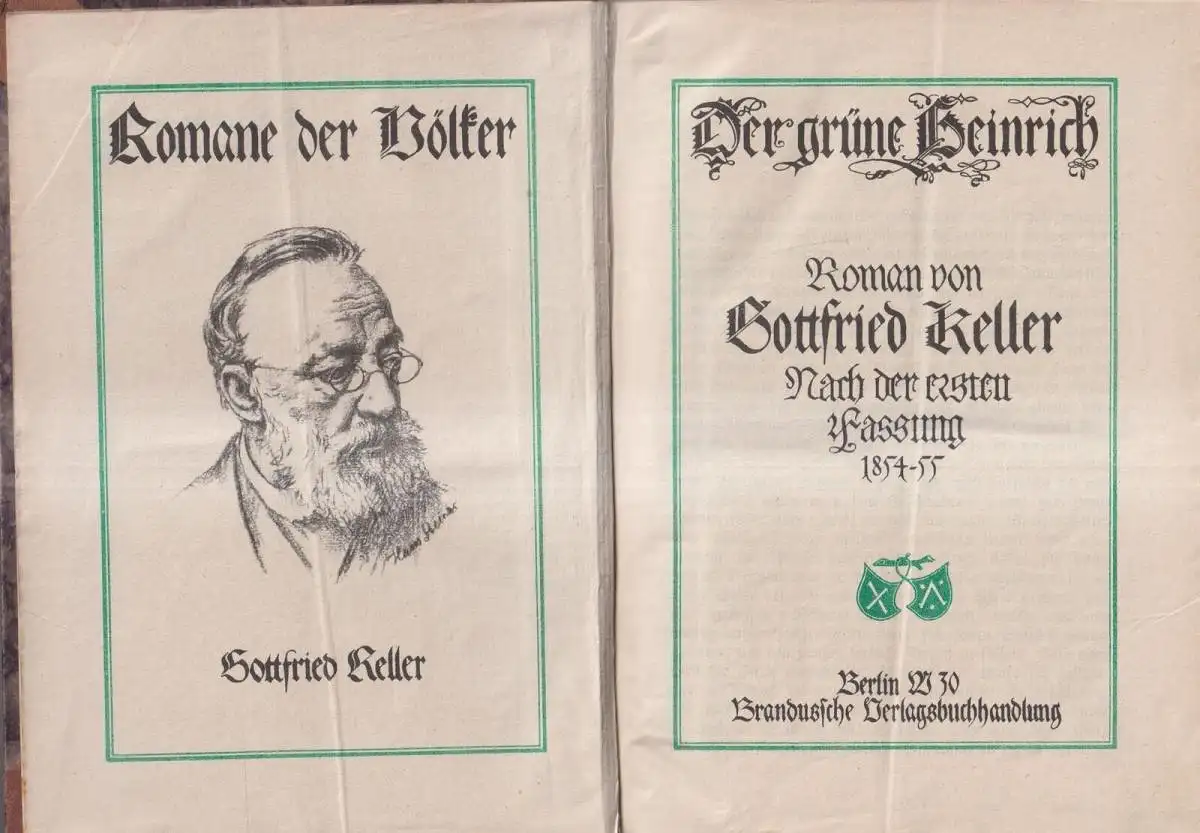 Romane der Völker
Gottfried Keller
Der grüne Heinrich
Roman von
Gottfried Keller
Nach der ersten
Fassung
1854-55
Berlin W 30
Brandussche Verlagsbuchhandlung